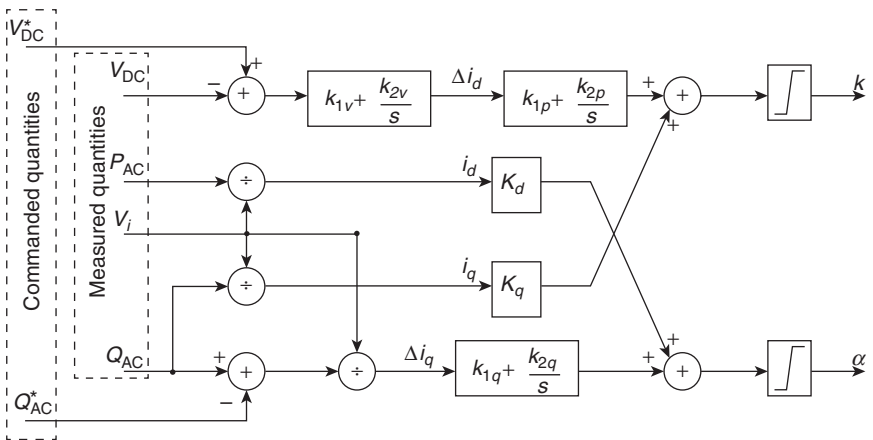 V*DC
VDC
+
−
+
k1v+ k2v/s
Δid
k1p+ k2p/s
+
+
+
k
Commanded quantities
Measured quantities
PAC
÷
id
Kd
Vi
÷
iq
Kq
QAC
+
+
−
÷
Δiq
k1q+ k2q/s
+
+
+
α
Q*AC